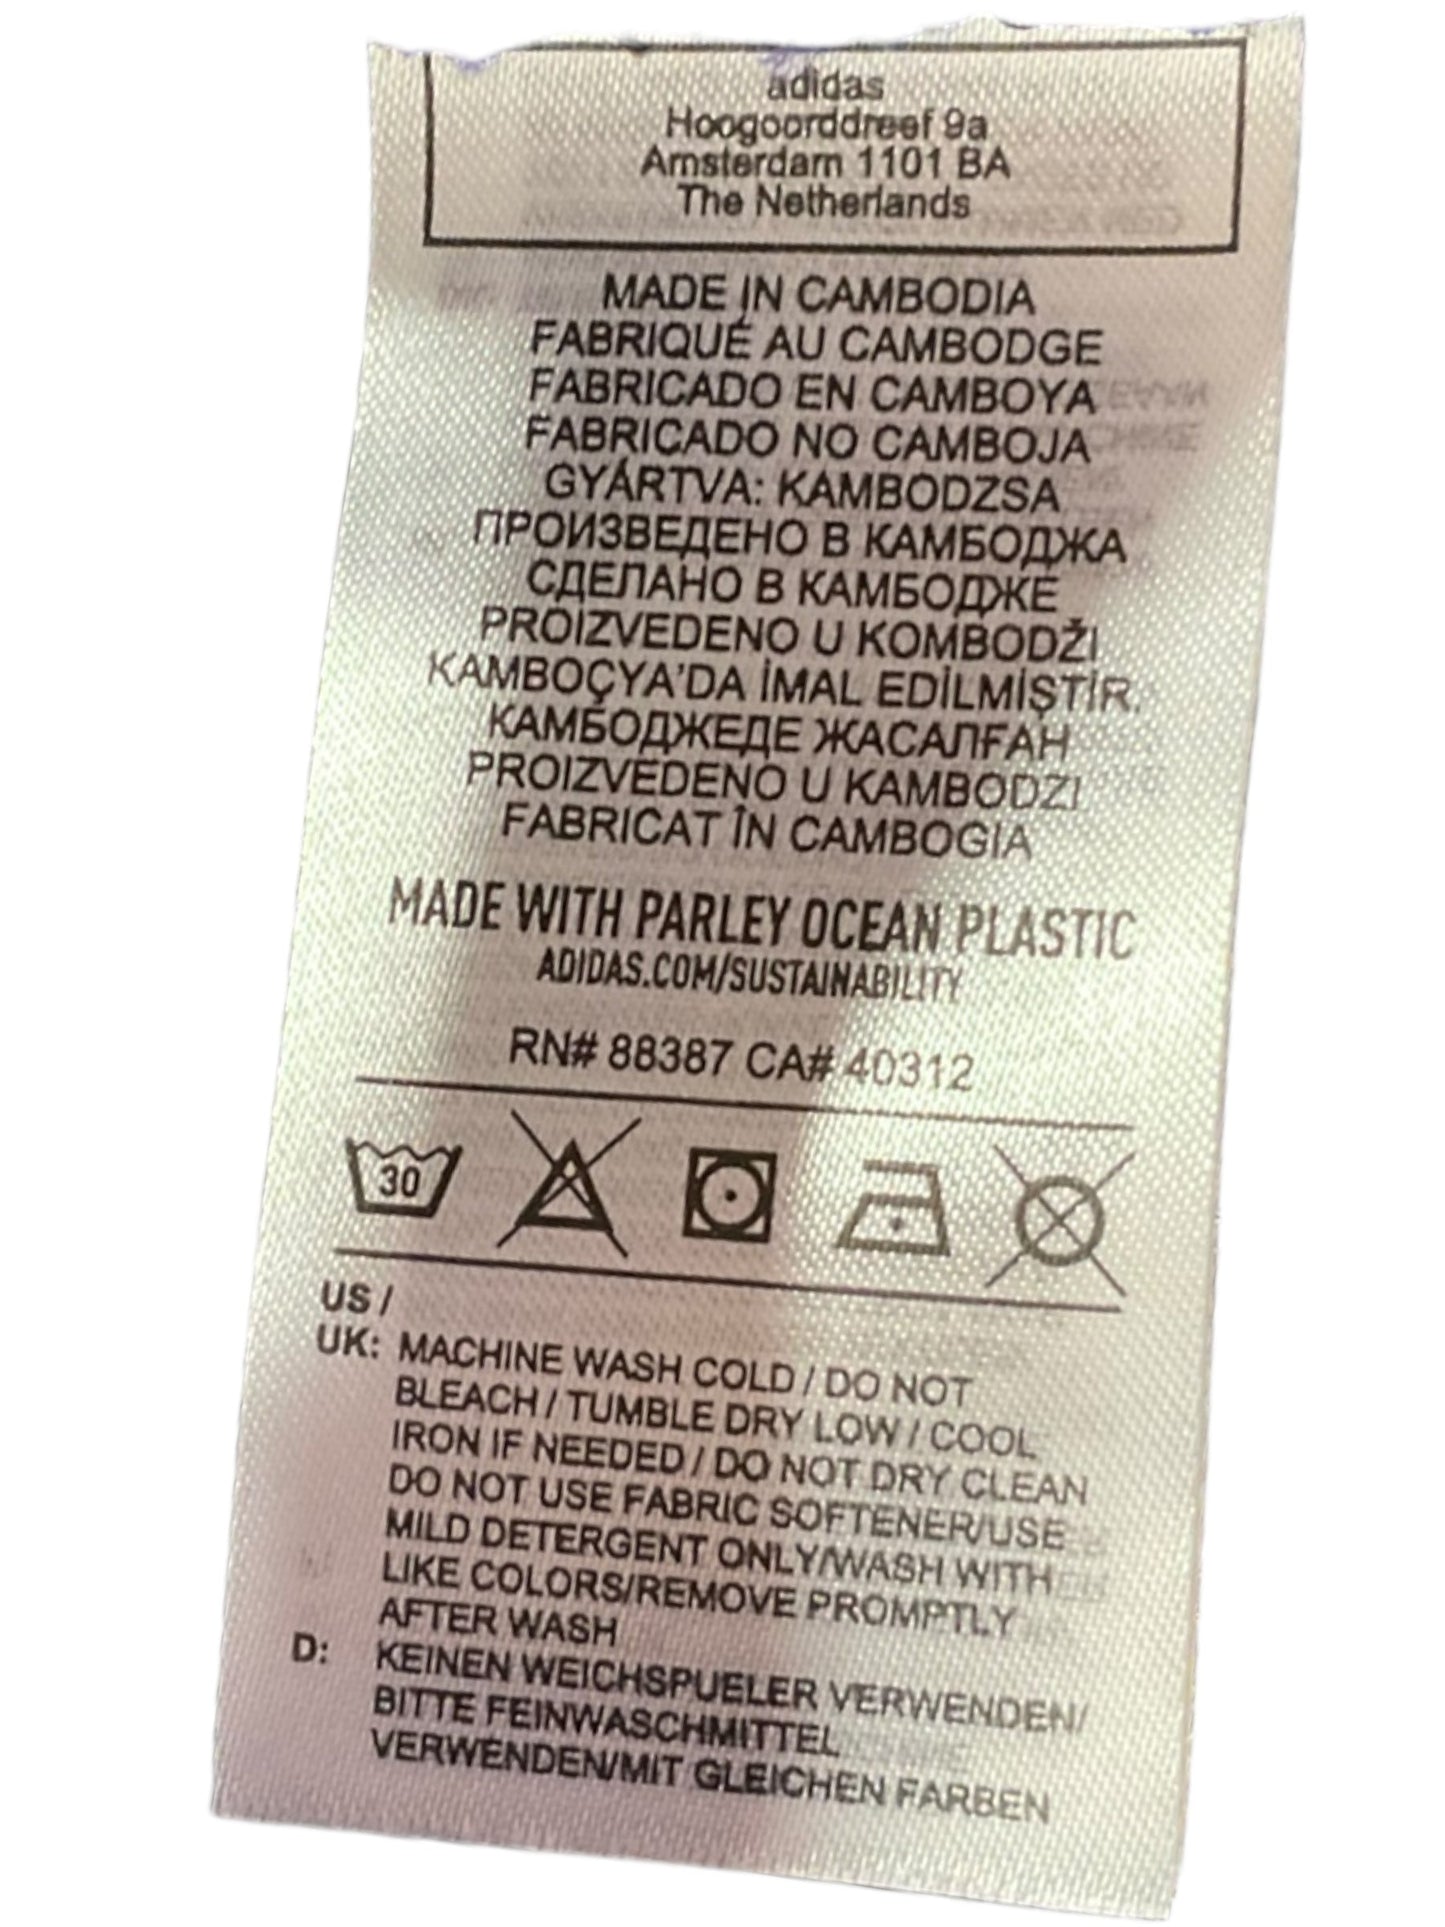 adidas
Hoogoorddreef 9a
Amsterdam 1101 BA
The Netherlands
MADE IN CAMBODIA
FABRIQUÉ AU CAMBODGE
FABRICADO EN CAMBOYA
FABRICADO NO CAMBOJA
GYÁRTVA: KAMBODZSA
ПРОИЗВЕДЕНО В КАМБОДЖА
СДЕЛАНО В КАМБОДЖЕ
PROIZVEDENO U KOMBODŽI
KAMBOÇYA'DA İMAL EDİLMİŞTİR.
КАМБОДЖЕДЕ ЖАСАЛҒАН
PROIZVEDENO U KAMBODZI
FABRICAT ÎN CAMBOGIA
MADE WITH PARLEY OCEAN PLASTIC
ADIDAS.COM/SUSTAINABILITY
RN# 88387 CA# 40312
30
US /
UK: MACHINE WASH COLD / DO NOT
BLEACH / TUMBLE DRY LOW / COOL
IRON IF NEEDED / DO NOT DRY CLEAN
DO NOT USE FABRIC SOFTENER/USE
MILD DETERGENT ONLY/WASH WITH
LIKE COLORS/REMOVE PROMPTLY
AFTER WASH
D: KEINEN WEICHSPUELER VERWENDEN/
BITTE FEINWASCHMITTEL
VERWENDEN/MIT GLEICHEN FARBEN